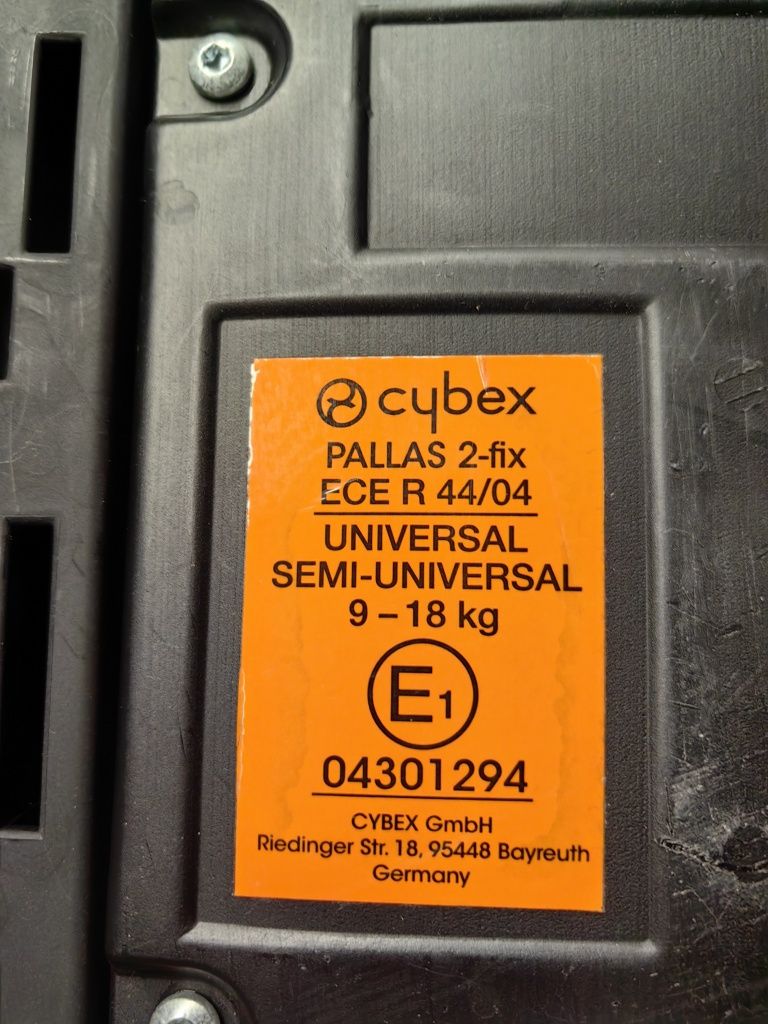 cybex
PALLAS 2-fix
ECE R 44/04
UNIVERSAL
SEMI-UNIVERSAL
9 – 18 kg
E1
04301294
CYBEX GmbH
Riedinger Str. 18, 95448 Bayreuth
Germany